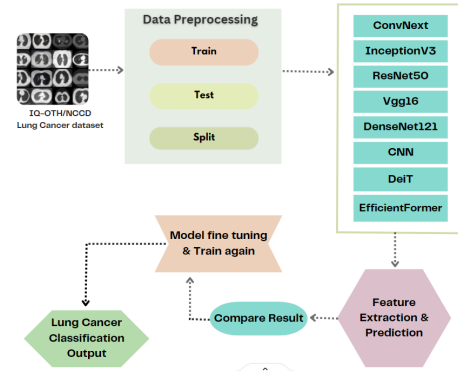 IQ-OTH/NCCD
Lung Cancer dataset
Data Preprocessing
Train
Test
Split
ConvNext
InceptionV3
ResNet50
Vgg16
DenseNet121
CNN
DeiT
EfficientFormer
Feature
Extraction &
Prediction
Compare Result
Model fine tuning
& Train again
Lung Cancer
Classification
Output